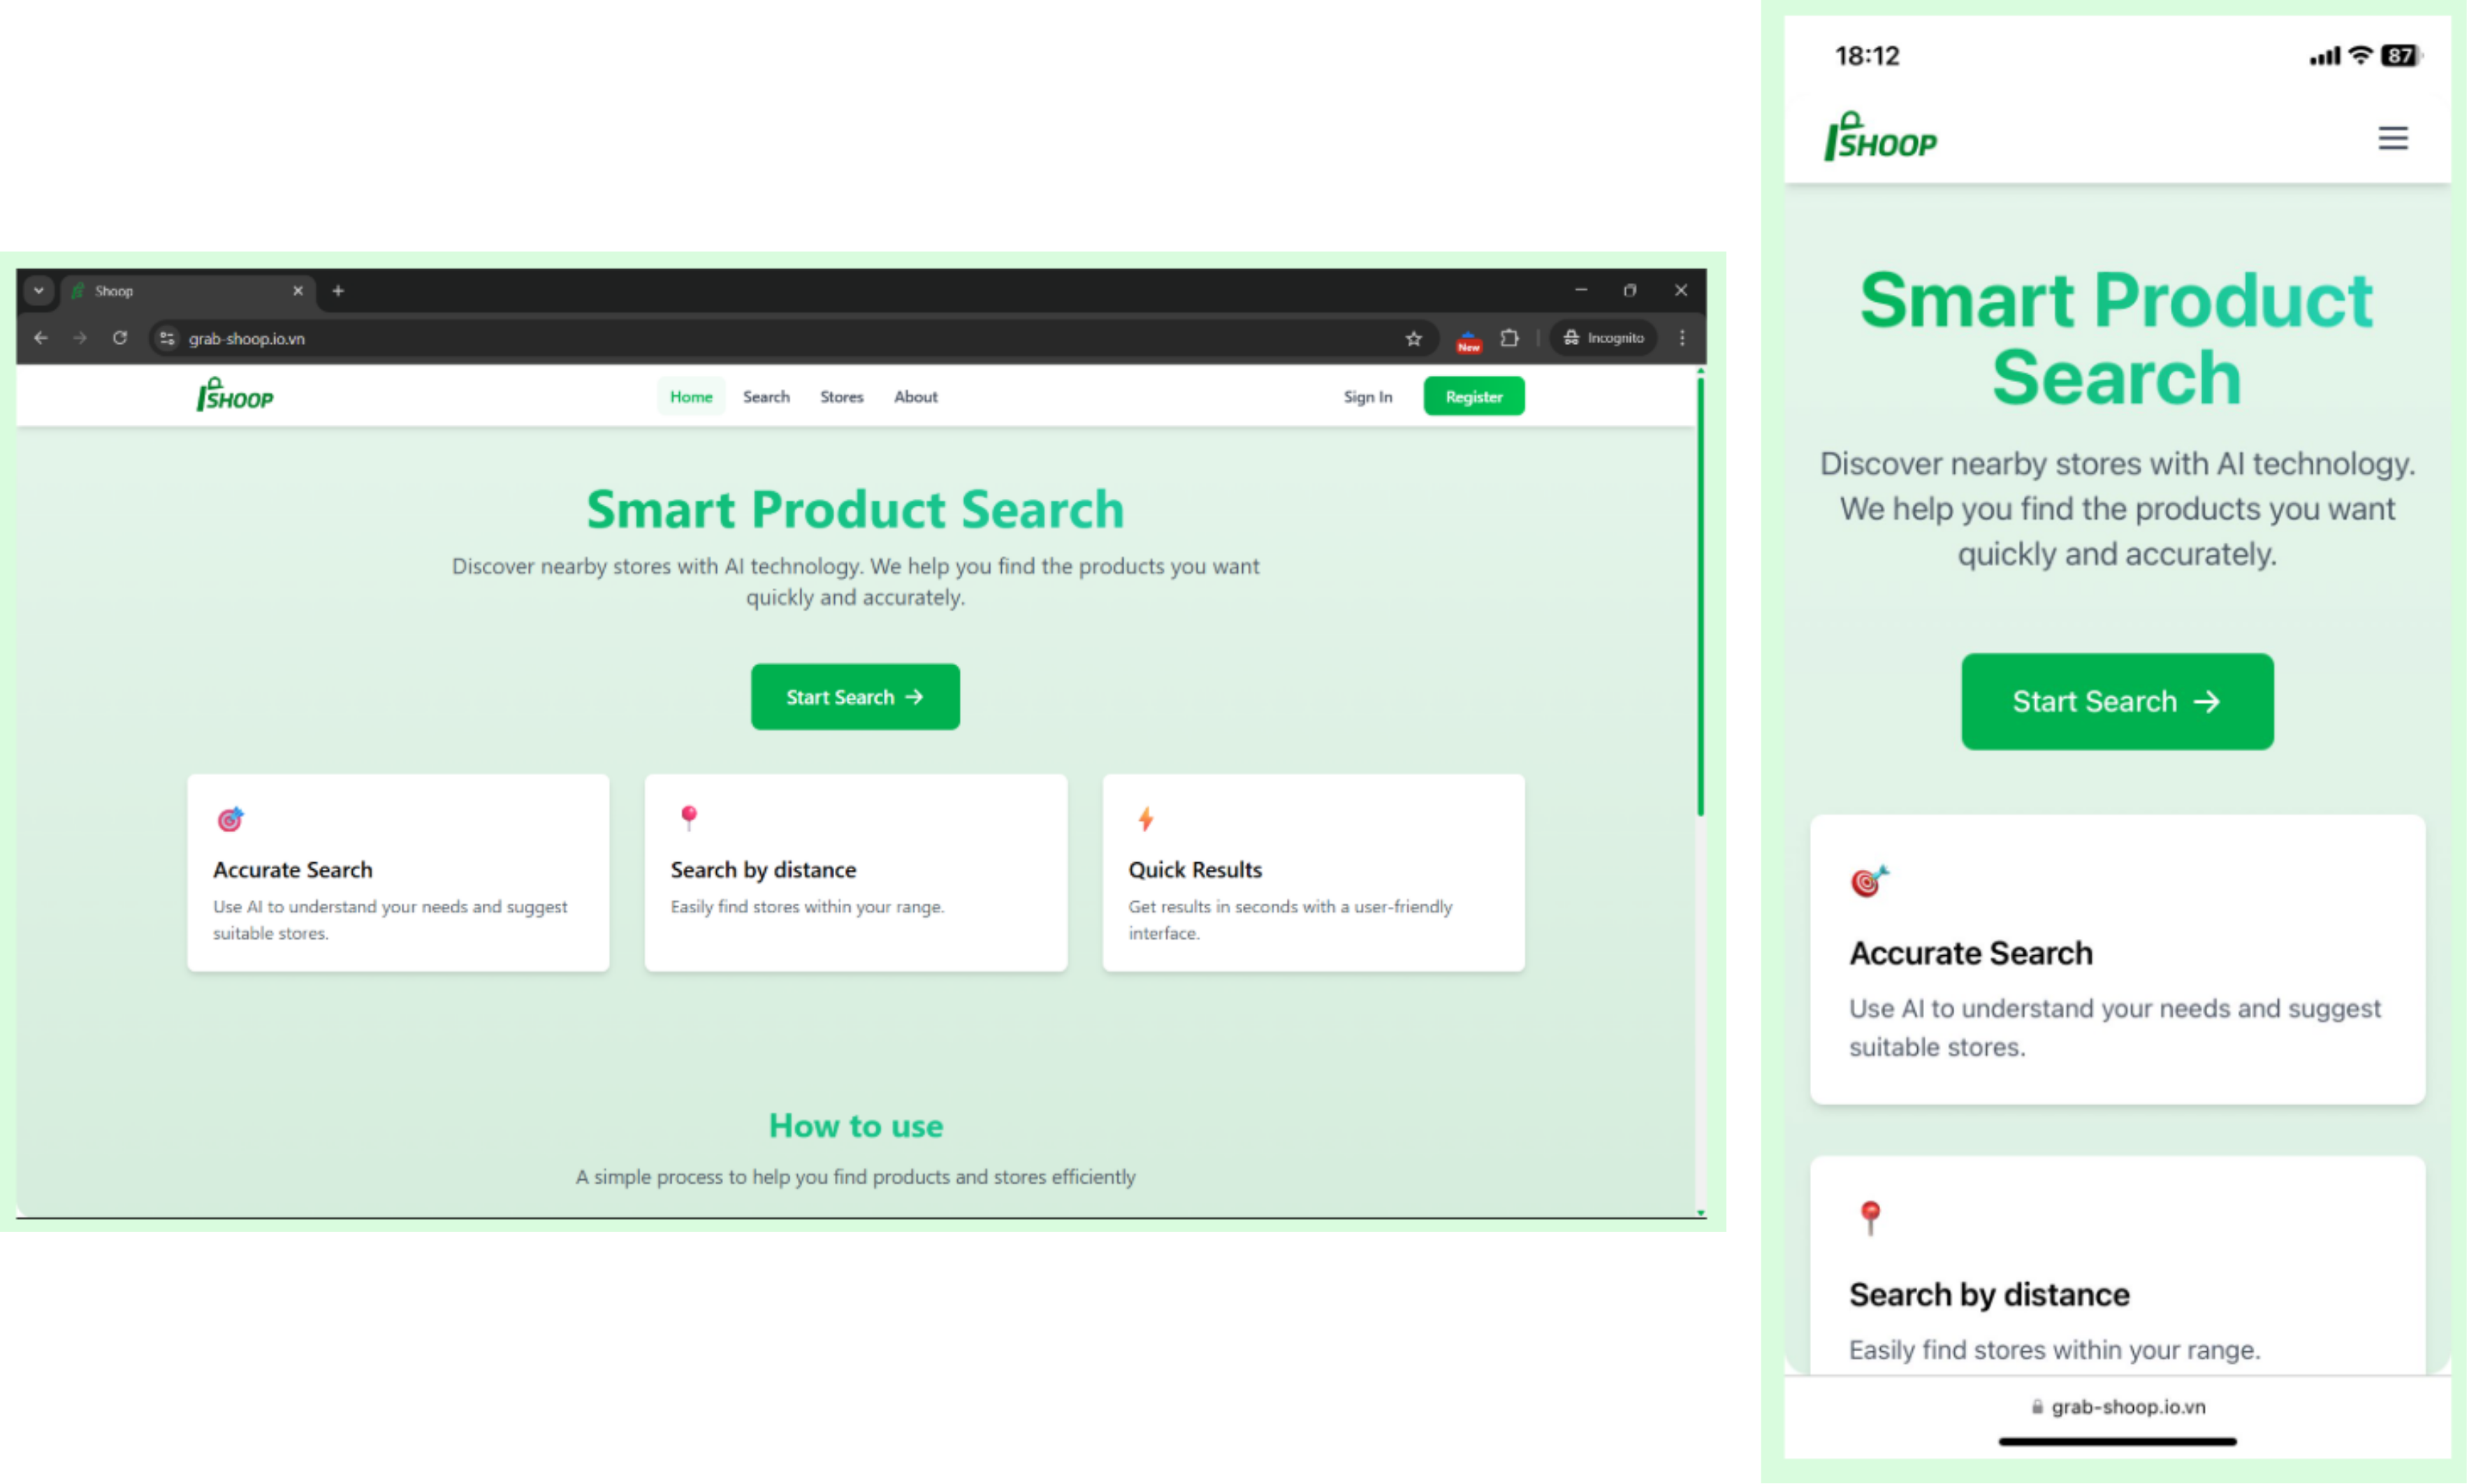 Shoop
grab-shoop.io.vn
New
Incognito
SHOOP
Home Search Stores About
Sign In Register
Smart Product Search
Discover nearby stores with AI technology. We help you find the products you want
quickly and accurately.
Start Search →
Accurate Search
Use AI to understand your needs and suggest
suitable stores.
Search by distance
Easily find stores within your range.
Quick Results
Get results in seconds with a user-friendly
interface.
How to use
A simple process to help you find products and stores efficiently
18:12
87
SHOOP
Smart Product
Search
Discover nearby stores with AI technology.
We help you find the products you want
quickly and accurately.
Start Search →
Accurate Search
Use AI to understand your needs and suggest
suitable stores.
Search by distance
Easily find stores within your range.
grab-shoop.io.vn